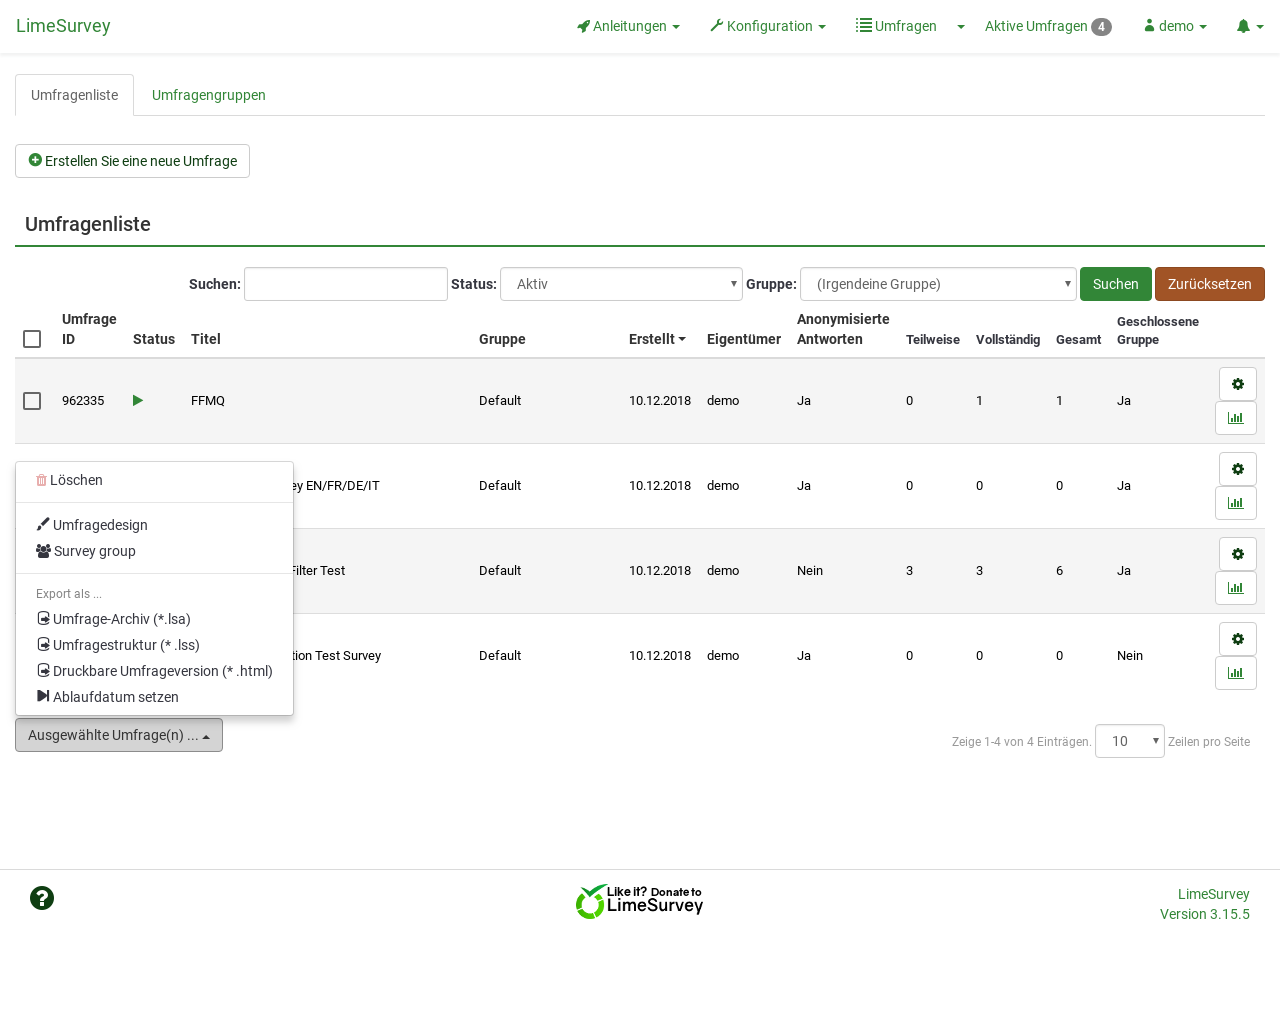 LimeSurvey
Anleitungen
Konfiguration
Umfragen
Aktive Umfragen 4
demo
Umfragenliste
Umfragengruppen
Erstellen Sie eine neue Umfrage
Umfragenliste
Suchen:
Status: Aktiv
Gruppe: (Irgendeine Gruppe)
Suchen
Zurücksetzen
Umfrage ID
Status
Titel
Gruppe
Erstellt
Eigentümer
Anonymisierte Antworten
Teilweise
Vollständig
Gesamt
Geschlossene Gruppe
962335 FFMQ Default 10.12.2018 demo Ja 0 1 1 Ja
ey EN/FR/DE/IT Default 10.12.2018 demo Ja 0 0 0 Ja
Filter Test Default 10.12.2018 demo Nein 3 3 6 Ja
tion Test Survey Default 10.12.2018 demo Ja 0 0 0 Nein
Löschen
Umfragedesign
Survey group
Export als ...
Umfrage-Archiv (*.lsa)
Umfragestruktur (* .lss)
Druckbare Umfrageversion (* .html)
Ablaufdatum setzen
Ausgewählte Umfrage(n) ...
Zeige 1-4 von 4 Einträgen. 10 Zeilen pro Seite
Like it? Donate to
LimeSurvey
LimeSurvey
Version 3.15.5